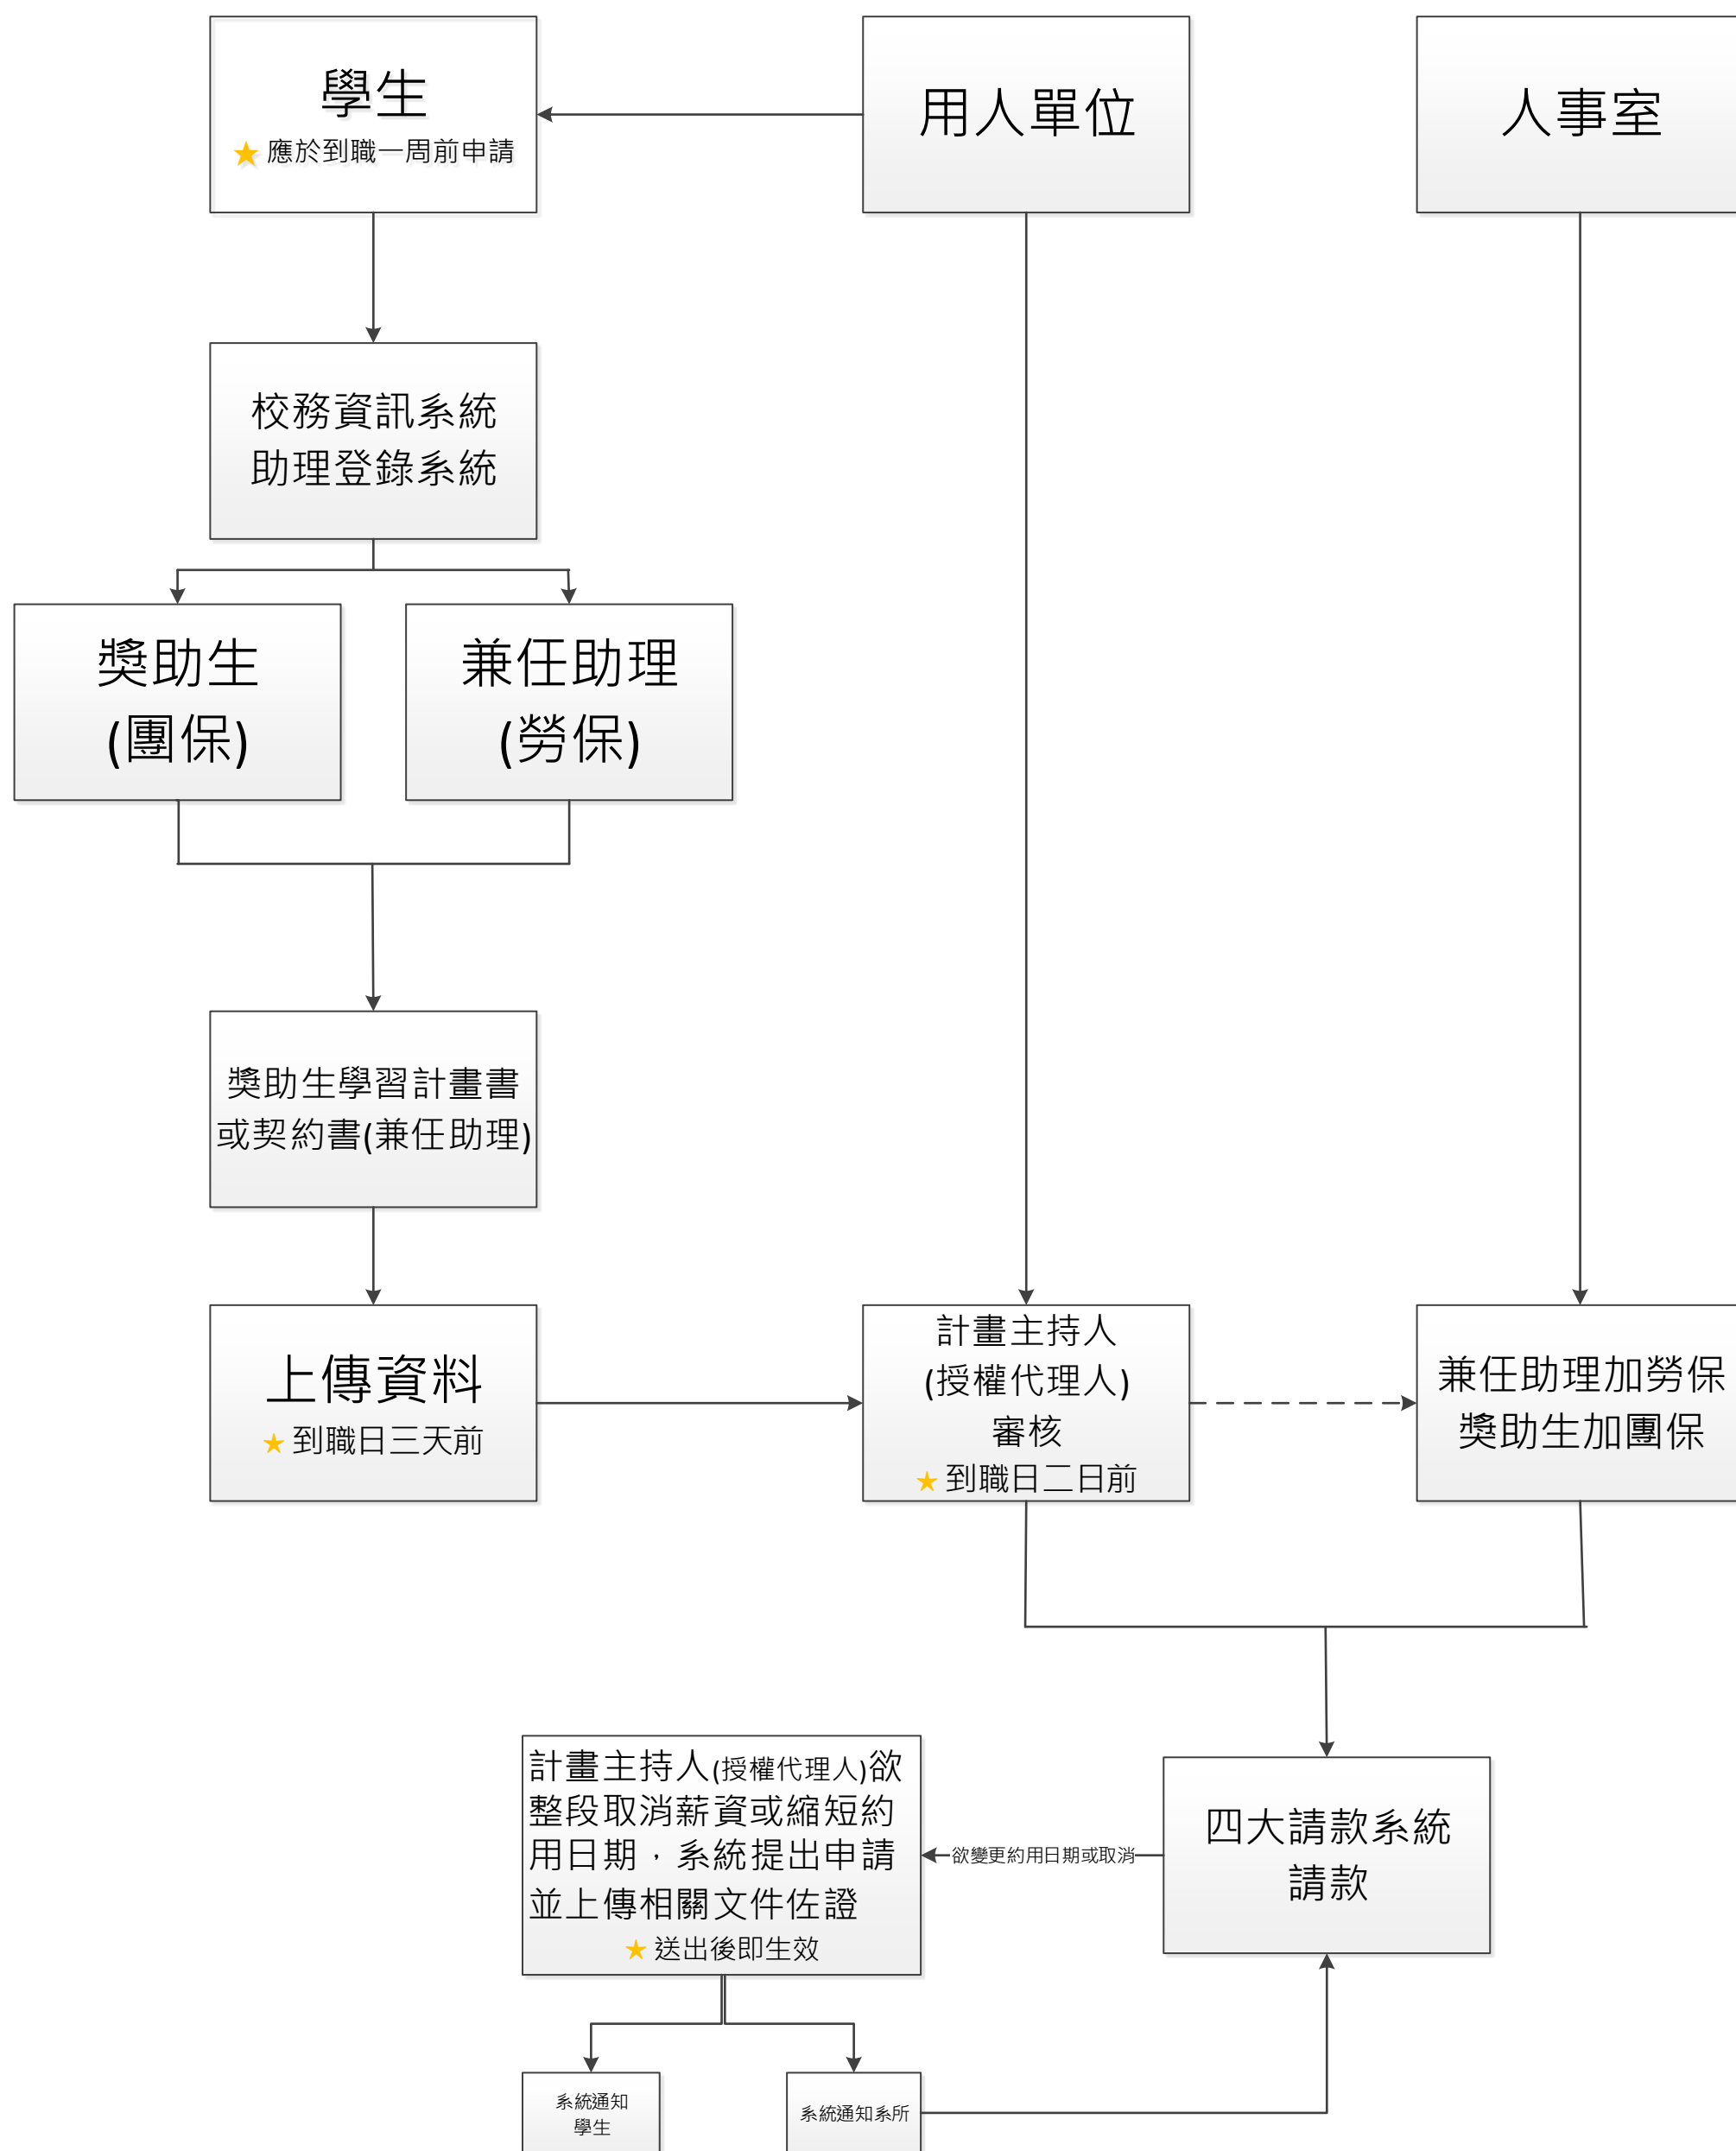 學生
★應於到職一周前申請
用人單位
人事室
校務資訊系統
助理登錄系統
獎助生
(團保)
兼任助理
(勞保)
獎助生學習計畫書
或契約書(兼任助理)
上傳資料
★到職日三天前
計畫主持人
(授權代理人)
審核
★到職日二日前
兼任助理加勞保
獎助生加團保
計畫主持人(授權代理人)欲
整段取消薪資或縮短約
用日期，系統提出申請
並上傳相關文件佐證
★送出後即生效
欲變更約用日期或取消
四大請款系統
請款
系統通知
學生
系統通知系所